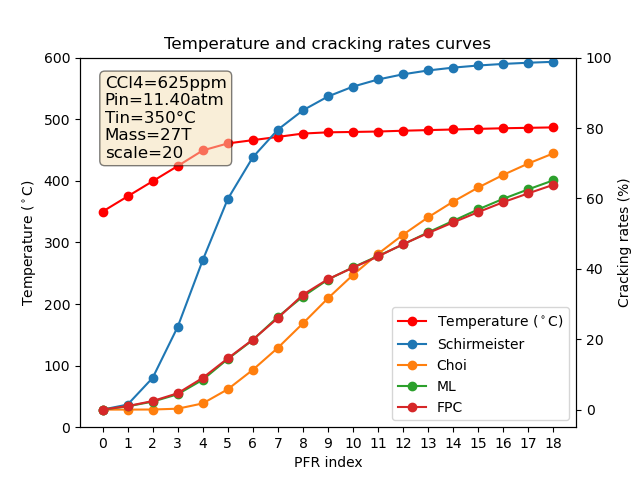 Temperature and cracking rates curves
CCl4=625ppm
Pin=11.40atm
Tin=350°C
Mass=27T
scale=20
600
500
400
300
200
100
0
Temperature (°C)
100
80
60
40
20
0
Cracking rates (%)
Temperature (°C)
Schirmeister
Choi
ML
FPC
0 1 2 3 4 5 6 7 8 9 10 11 12 13 14 15 16 17 18
PFR index